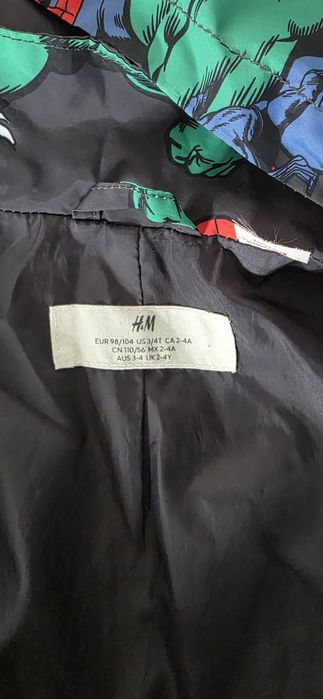 H&M
EUR 98/104 US 3/4T CA 2-4A
CN 110/56 MX 2-4A
AUS 3-4 UK 2-4Y